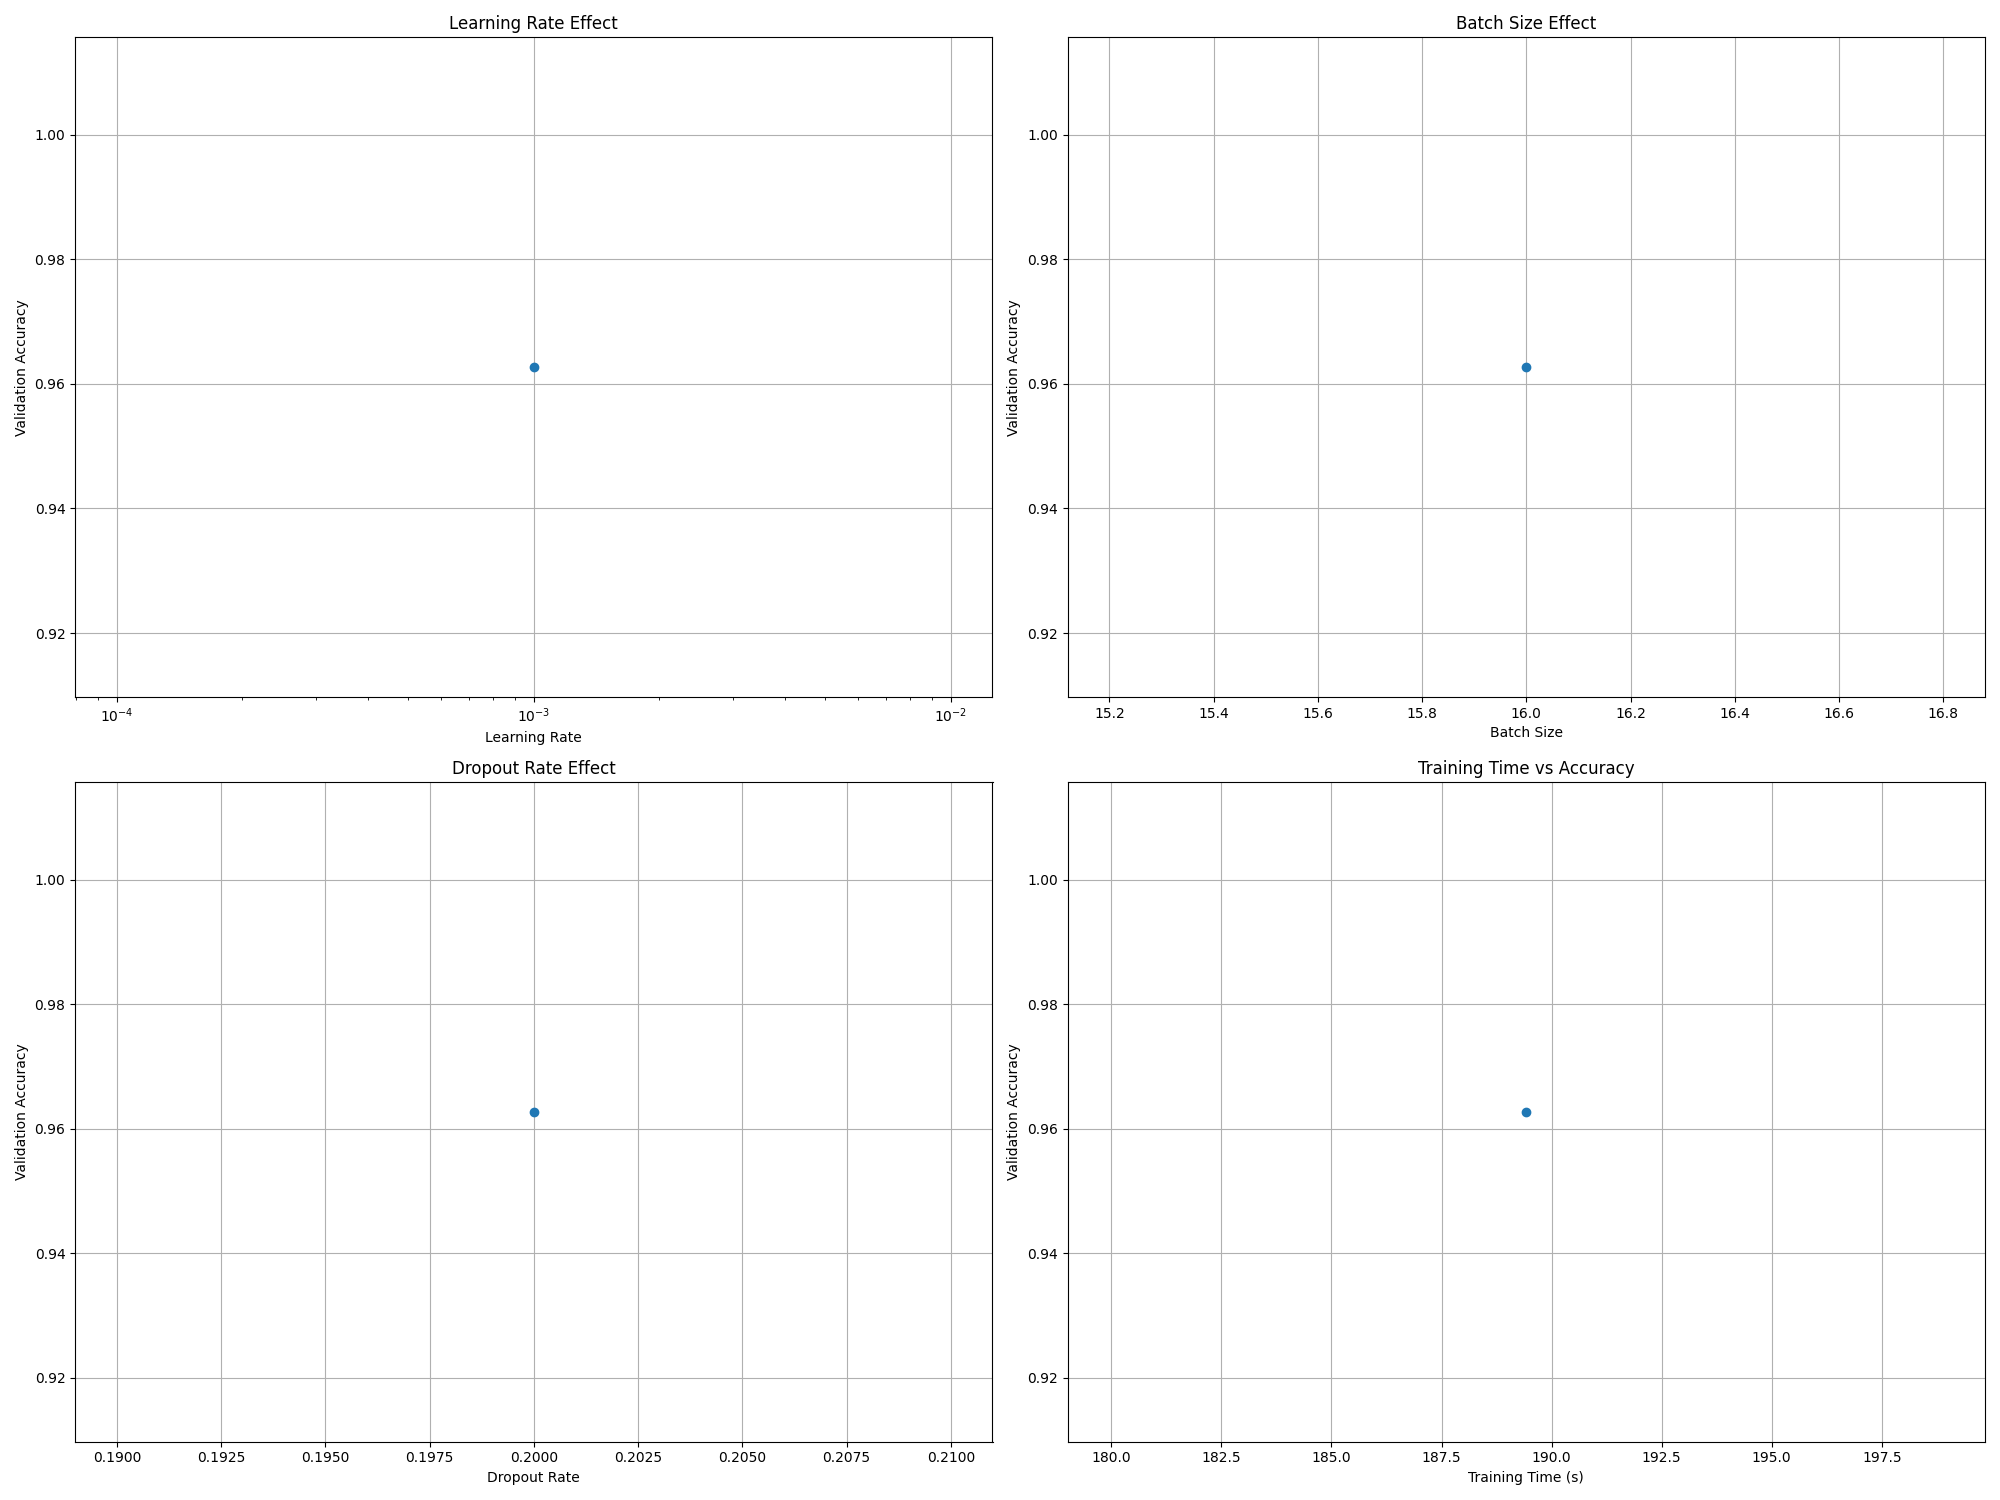 Learning Rate Effect
Validation Accuracy
1.00
0.98
0.96
0.94
0.92
10⁻⁴ 10⁻³ 10⁻²
Learning Rate
Batch Size Effect
Validation Accuracy
1.00
0.98
0.96
0.94
0.92
15.2 15.4 15.6 15.8 16.0 16.2 16.4 16.6 16.8
Batch Size
Dropout Rate Effect
Validation Accuracy
1.00
0.98
0.96
0.94
0.92
0.1900 0.1925 0.1950 0.1975 0.2000 0.2025 0.2050 0.2075 0.2100
Dropout Rate
Training Time vs Accuracy
Validation Accuracy
1.00
0.98
0.96
0.94
0.92
180.0 182.5 185.0 187.5 190.0 192.5 195.0 197.5
Training Time (s)